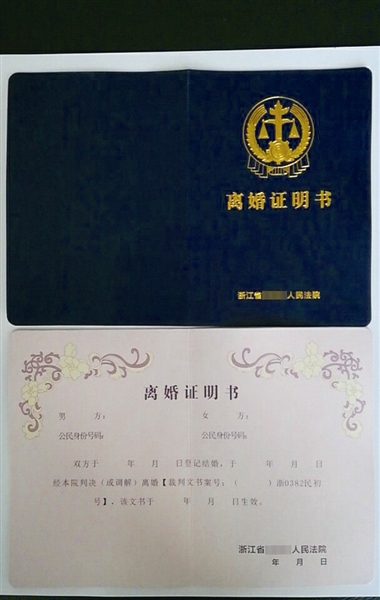 离婚证明书
浙江省 人民法院
离婚证明书
男 方： 女 方：
公民身份号码： 公民身份号码：
双方于 年 月 日登记结婚，于 年 月 日
经本院判决（或调解）离婚【裁判文书案号：（ ）浙0382民初
号】，该文书于 年 月 日生效。
浙江省 人民法院
年 月 日